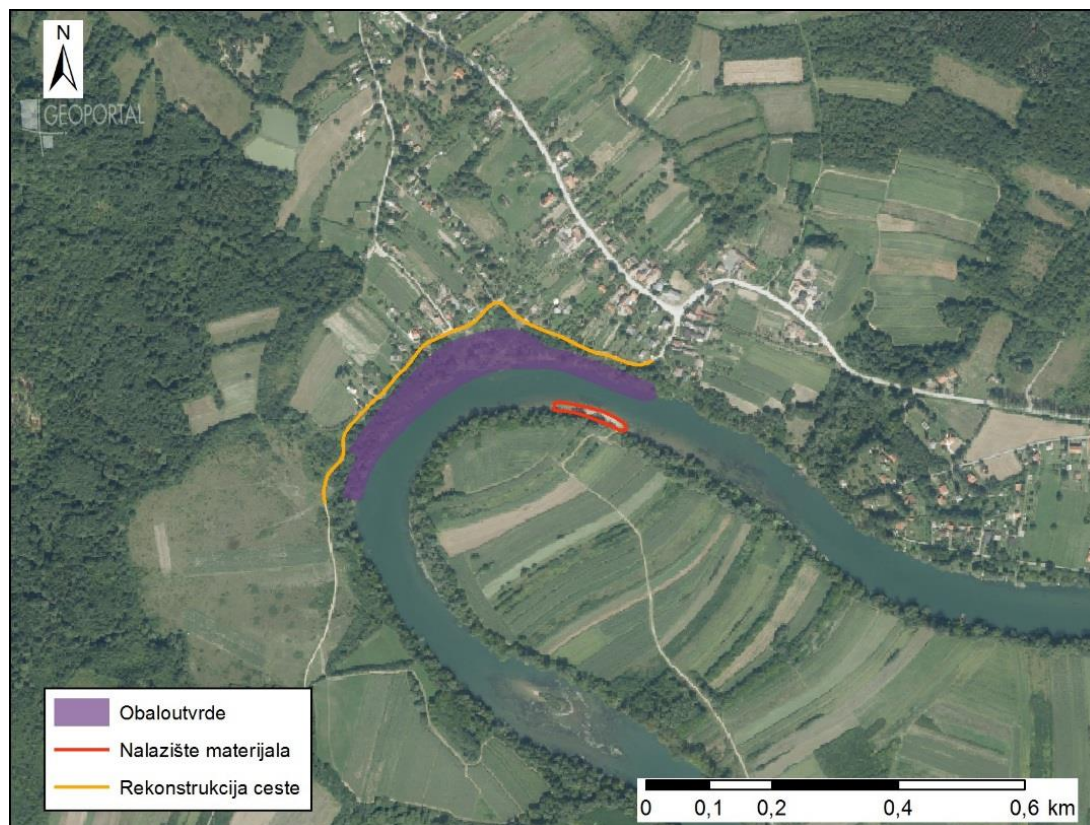 N
GEOPORTAL
Obaloutvrde
Nalazište materijala
Rekonstrukcija ceste
0 0,1 0,2 0,4 0,6 km